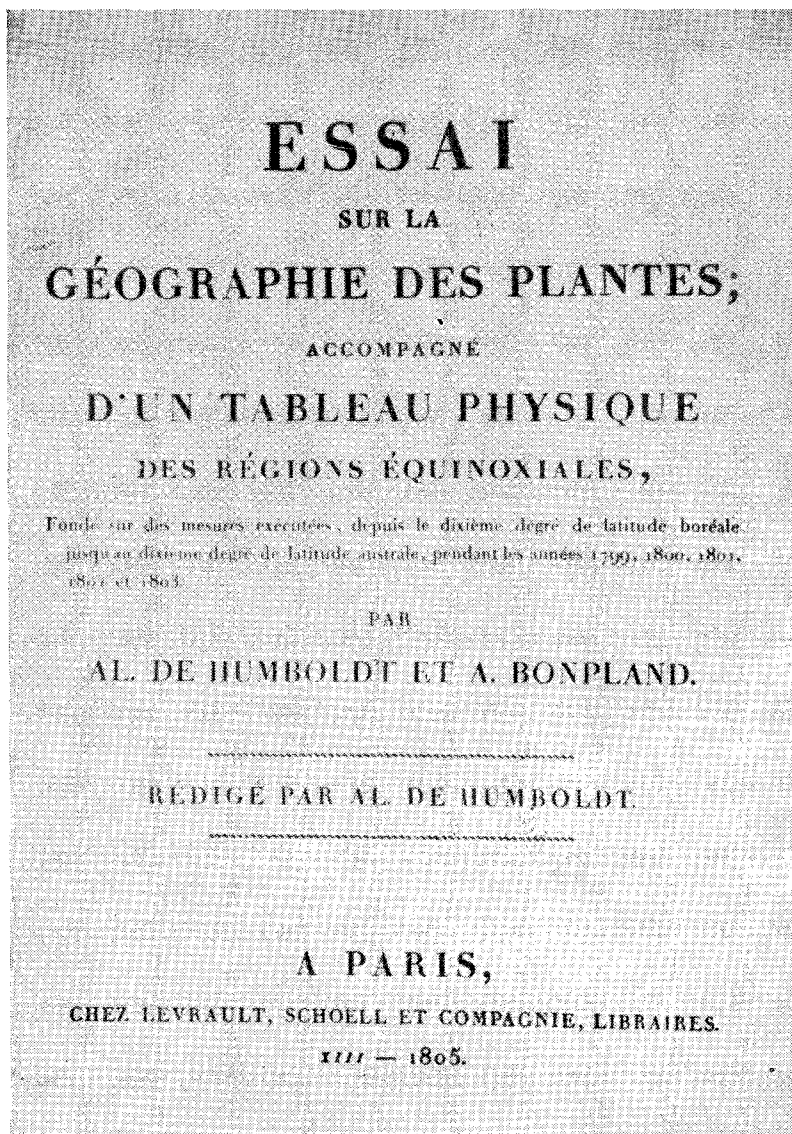 ESSAI
SUR LA
GÉOGRAPHIE DES PLANTES;
ACCOMPAGNÉ
D'UN TABLEAU PHYSIQUE
DES RÉGIONS ÉQUINOXIALES,
Fondé sur des mesures exécutées, depuis le dixième degré de latitude boréale
jusqu'au dixième degré de latitude australe, pendant les années 1799, 1800, 1801,
1802 et 1803.
PAR
AL. DE HUMBOLDT ET A. BONPLAND.
RÉDIGÉ PAR AL. DE HUMBOLDT.
A PARIS,
CHEZ LEVRAULT, SCHOELL ET COMPAGNIE, LIBRAIRES.
XIII — 1805.